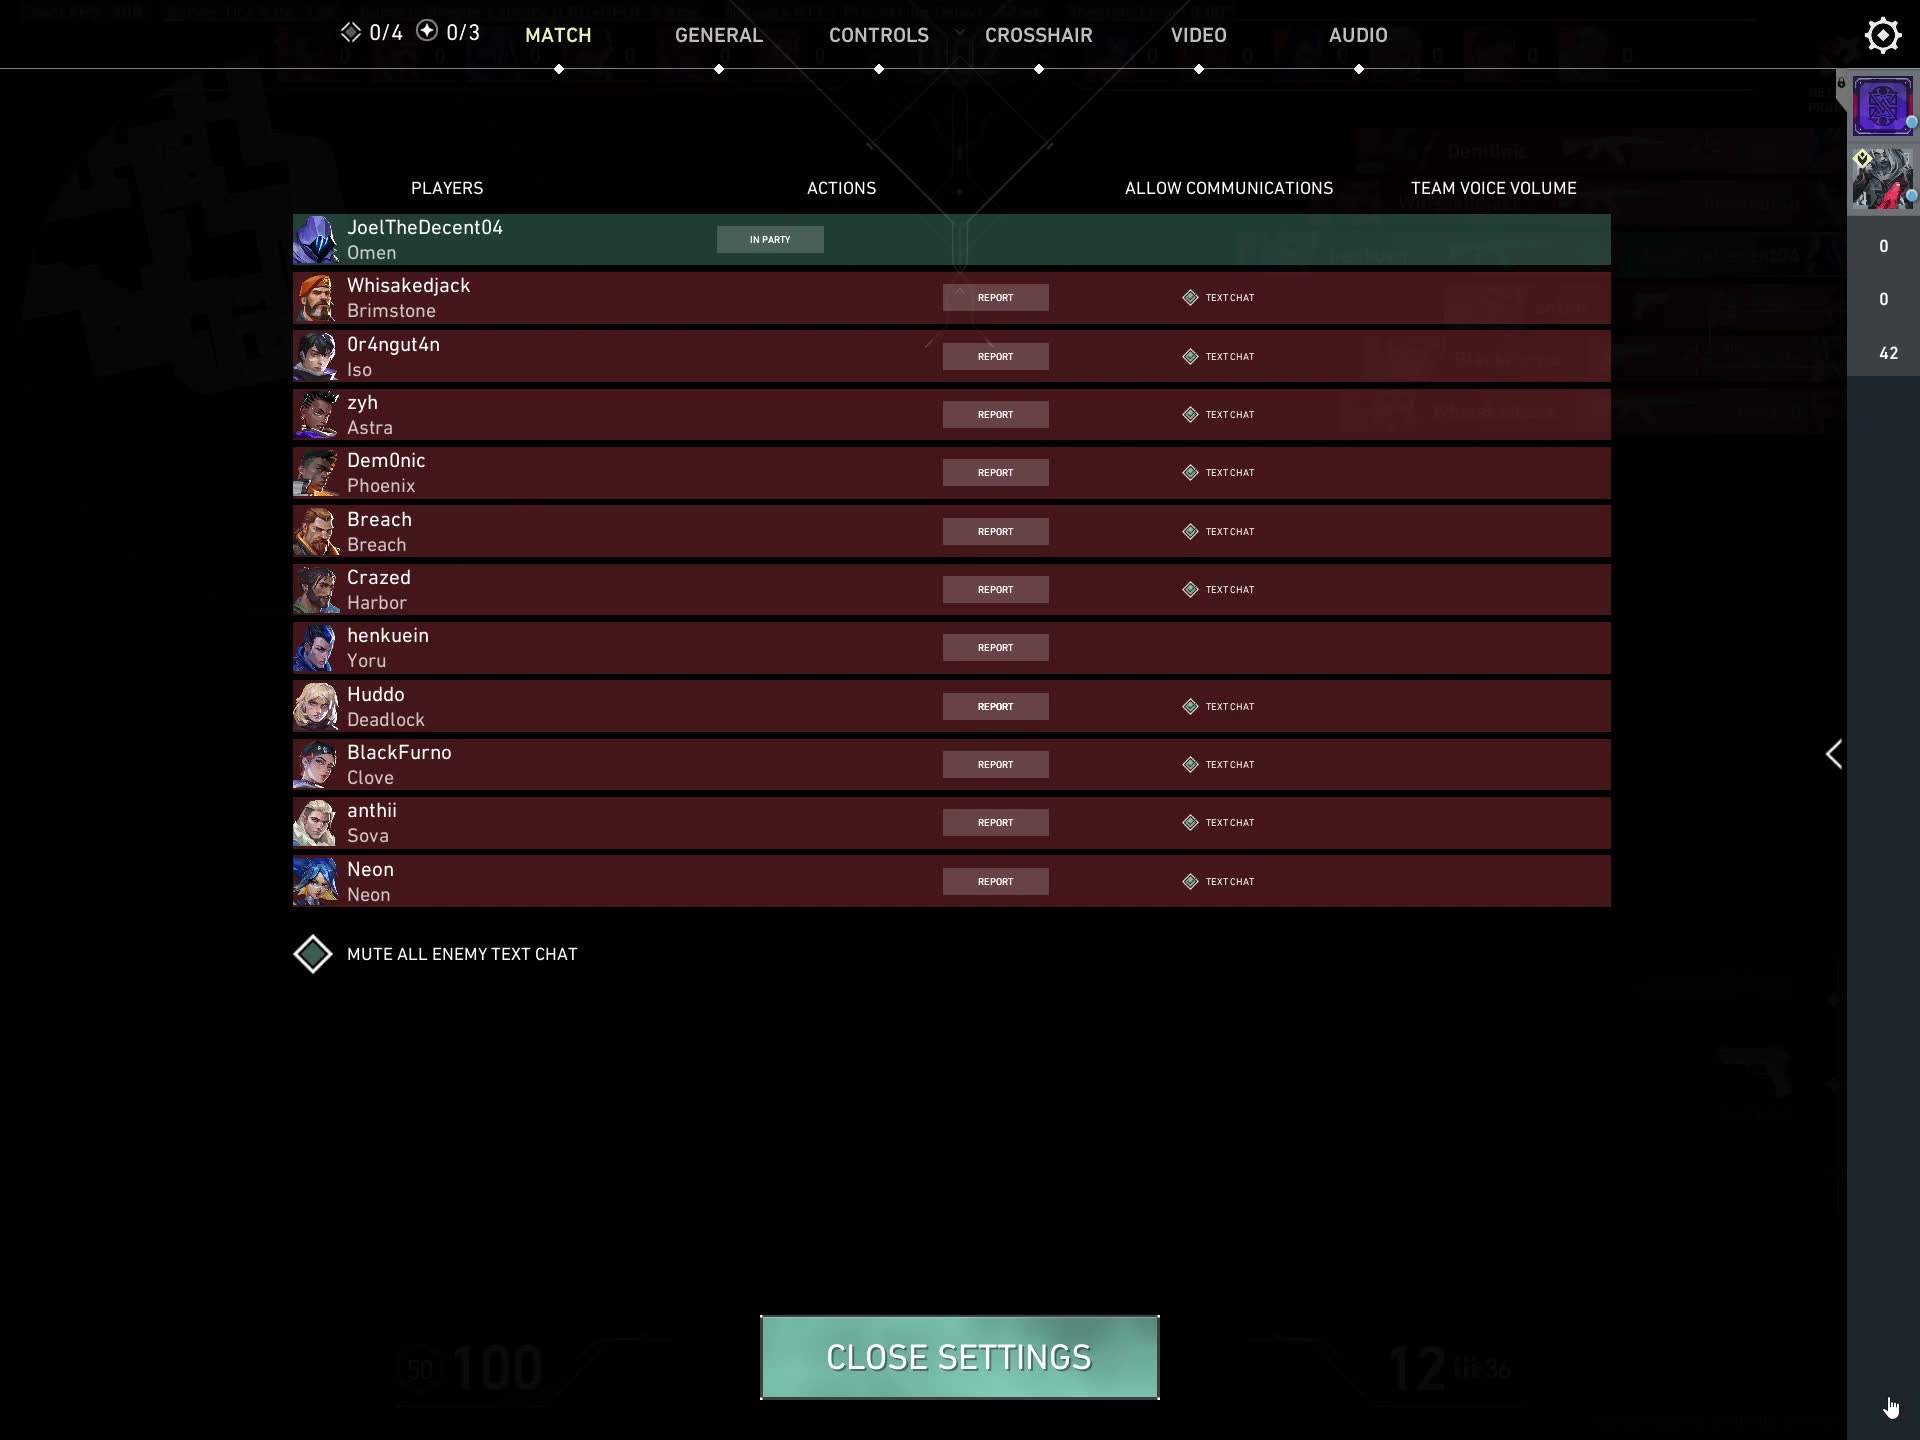 0/4 0/3 MATCH GENERAL CONTROLS CROSSHAIR VIDEO AUDIO
PLAYERS ACTIONS ALLOW COMMUNICATIONS TEAM VOICE VOLUME
JoelTheDecent04
Omen
IN PARTY
0
Whisakedjack
Brimstone
REPORT TEXT CHAT
0
0r4ngut4n
Iso
REPORT TEXT CHAT
42
zyh
Astra
REPORT TEXT CHAT
Dem0nic
Phoenix
REPORT TEXT CHAT
Breach
Breach
REPORT TEXT CHAT
Crazed
Harbor
REPORT TEXT CHAT
henkuein
Yoru
REPORT
Huddo
Deadlock
REPORT TEXT CHAT
BlackFurno
Clove
REPORT TEXT CHAT
anthii
Sova
REPORT TEXT CHAT
Neon
Neon
REPORT TEXT CHAT
MUTE ALL ENEMY TEXT CHAT
CLOSE SETTINGS
50 100
12 36